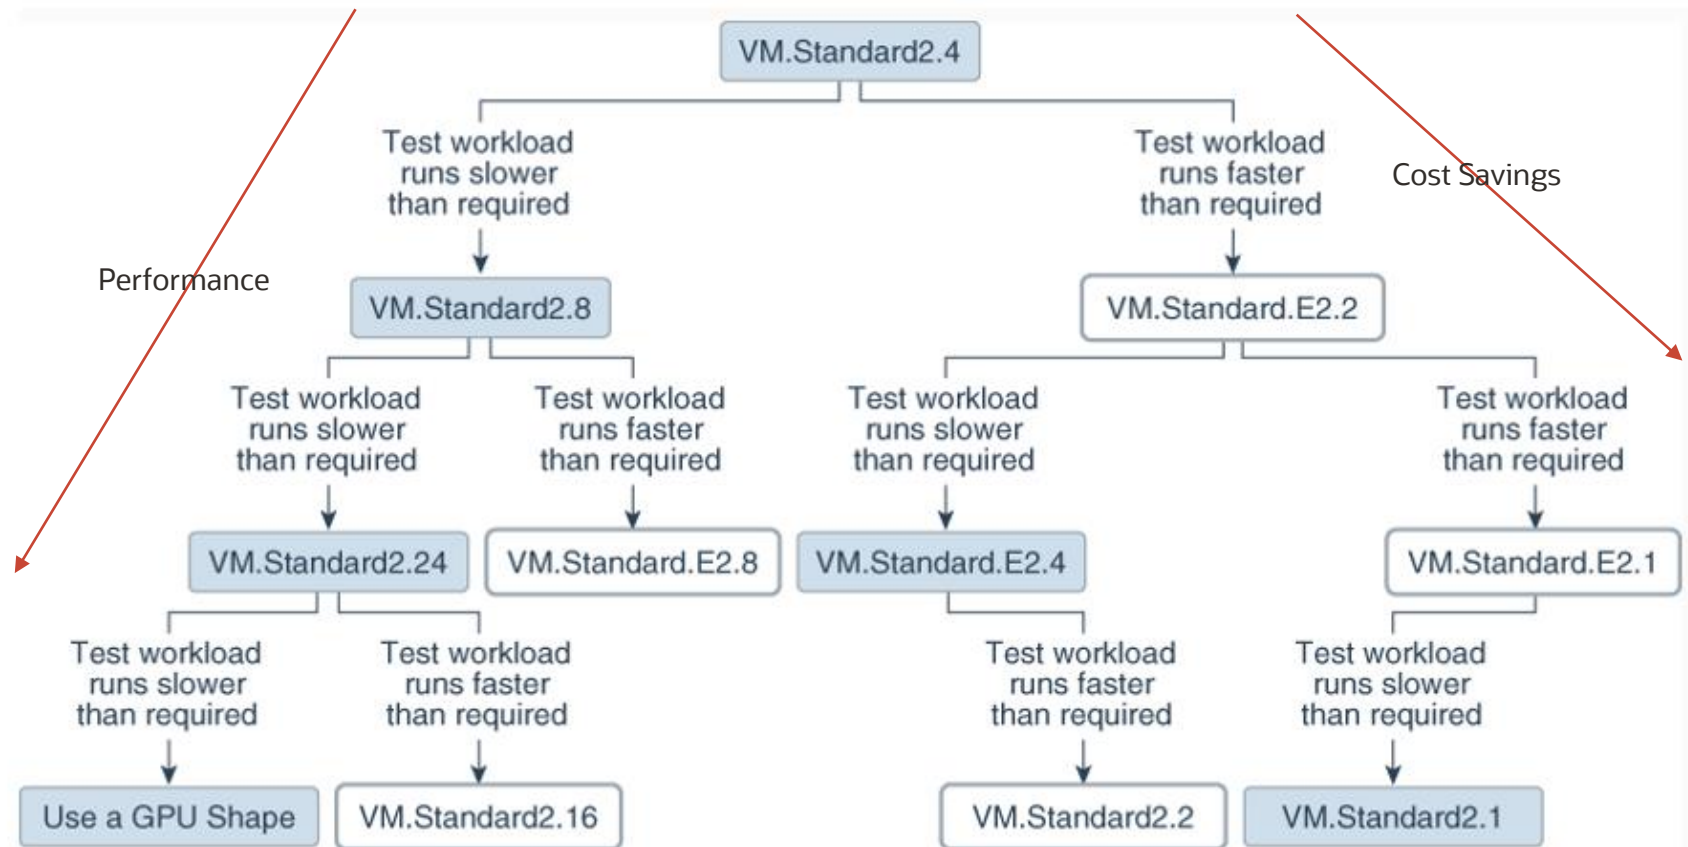 VM.Standard2.4
Test workload
runs slower
than required
Test workload
runs faster
than required
Cost Savings
Performance
VM.Standard2.8
VM.Standard.E2.2
Test workload
runs slower
than required
Test workload
runs faster
than required
Test workload
runs slower
than required
Test workload
runs faster
than required
VM.Standard2.24
VM.Standard.E2.8
VM.Standard.E2.4
VM.Standard.E2.1
Test workload
runs slower
than required
Test workload
runs faster
than required
Test workload
runs faster
than required
Test workload
runs slower
than required
Use a GPU Shape
VM.Standard2.16
VM.Standard2.2
VM.Standard2.1